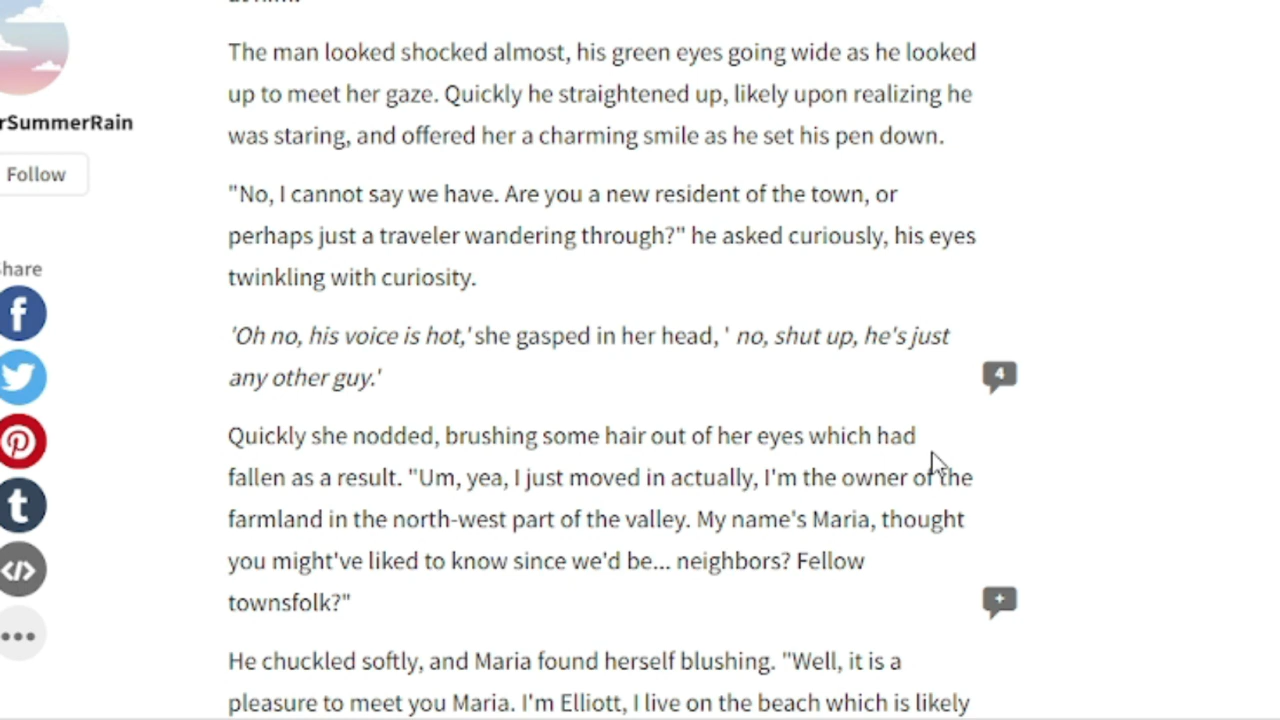 The man looked shocked almost, his green eyes going wide as he looked
up to meet her gaze. Quickly he straightened up, likely upon realizing he
was staring, and offered her a charming smile as he set his pen down.
rSummerRain
Follow
"No, I cannot say we have. Are you a new resident of the town, or
perhaps just a traveler wandering through?" he asked curiously, his eyes
twinkling with curiosity.
hare
'Oh no, his voice is hot,' she gasped in her head, ' no, shut up, he's just
any other guy.'
4
Quickly she nodded, brushing some hair out of her eyes which had
fallen as a result. "Um, yea, I just moved in actually, I'm the owner of the
farmland in the north-west part of the valley. My name's Maria, thought
you might've liked to know since we'd be... neighbors? Fellow
townsfolk?"
+
He chuckled softly, and Maria found herself blushing. "Well, it is a
pleasure to meet you Maria. I'm Elliott, I live on the beach which is likely